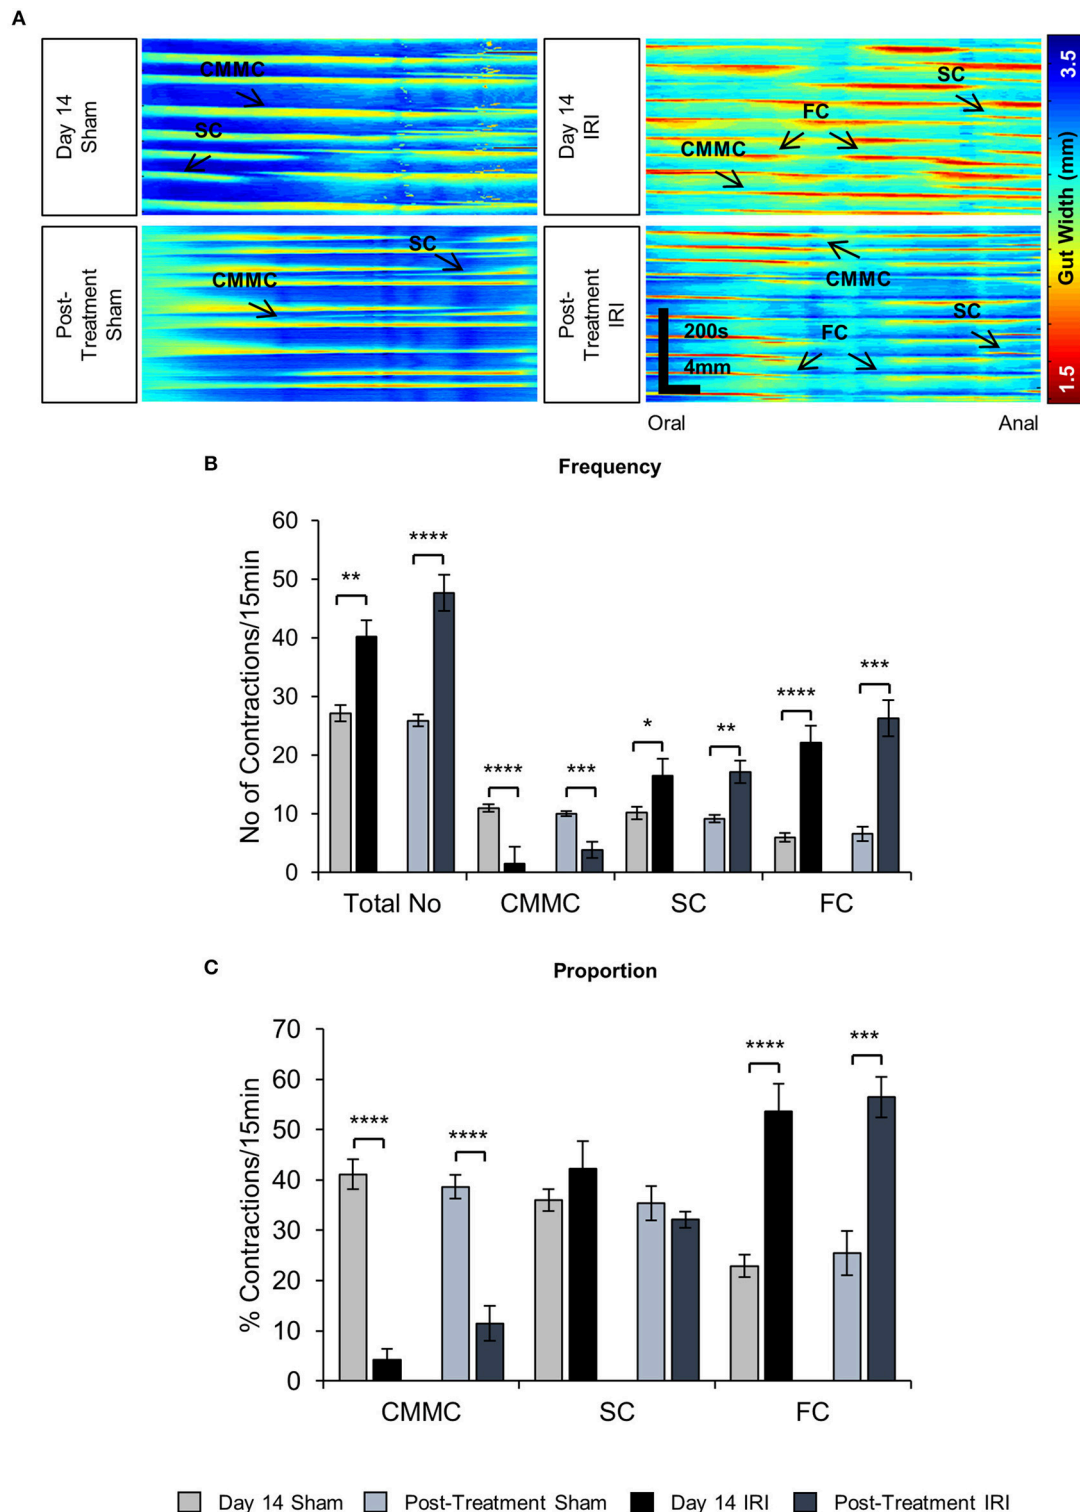 A
Day 14
Sham
CMMC
SC
Day 14
IRI
SC
FC
CMMC
Post-
Treatment
Sham
SC
CMMC
Post-
Treatment
IRI
CMMC
SC
FC
200s
4mm
3.5
Gut Width (mm)
1.5
Oral
Anal
B
Frequency
No of Contractions/15min
60
50
40
30
20
10
0
**
****
****
***
*
**
****
***
Total No
CMMC
SC
FC
C
Proportion
% Contractions/15min
70
60
50
40
30
20
10
0
****
****
****
***
CMMC
SC
FC
Day 14 Sham
Post-Treatment Sham
Day 14 IRI
Post-Treatment IRI